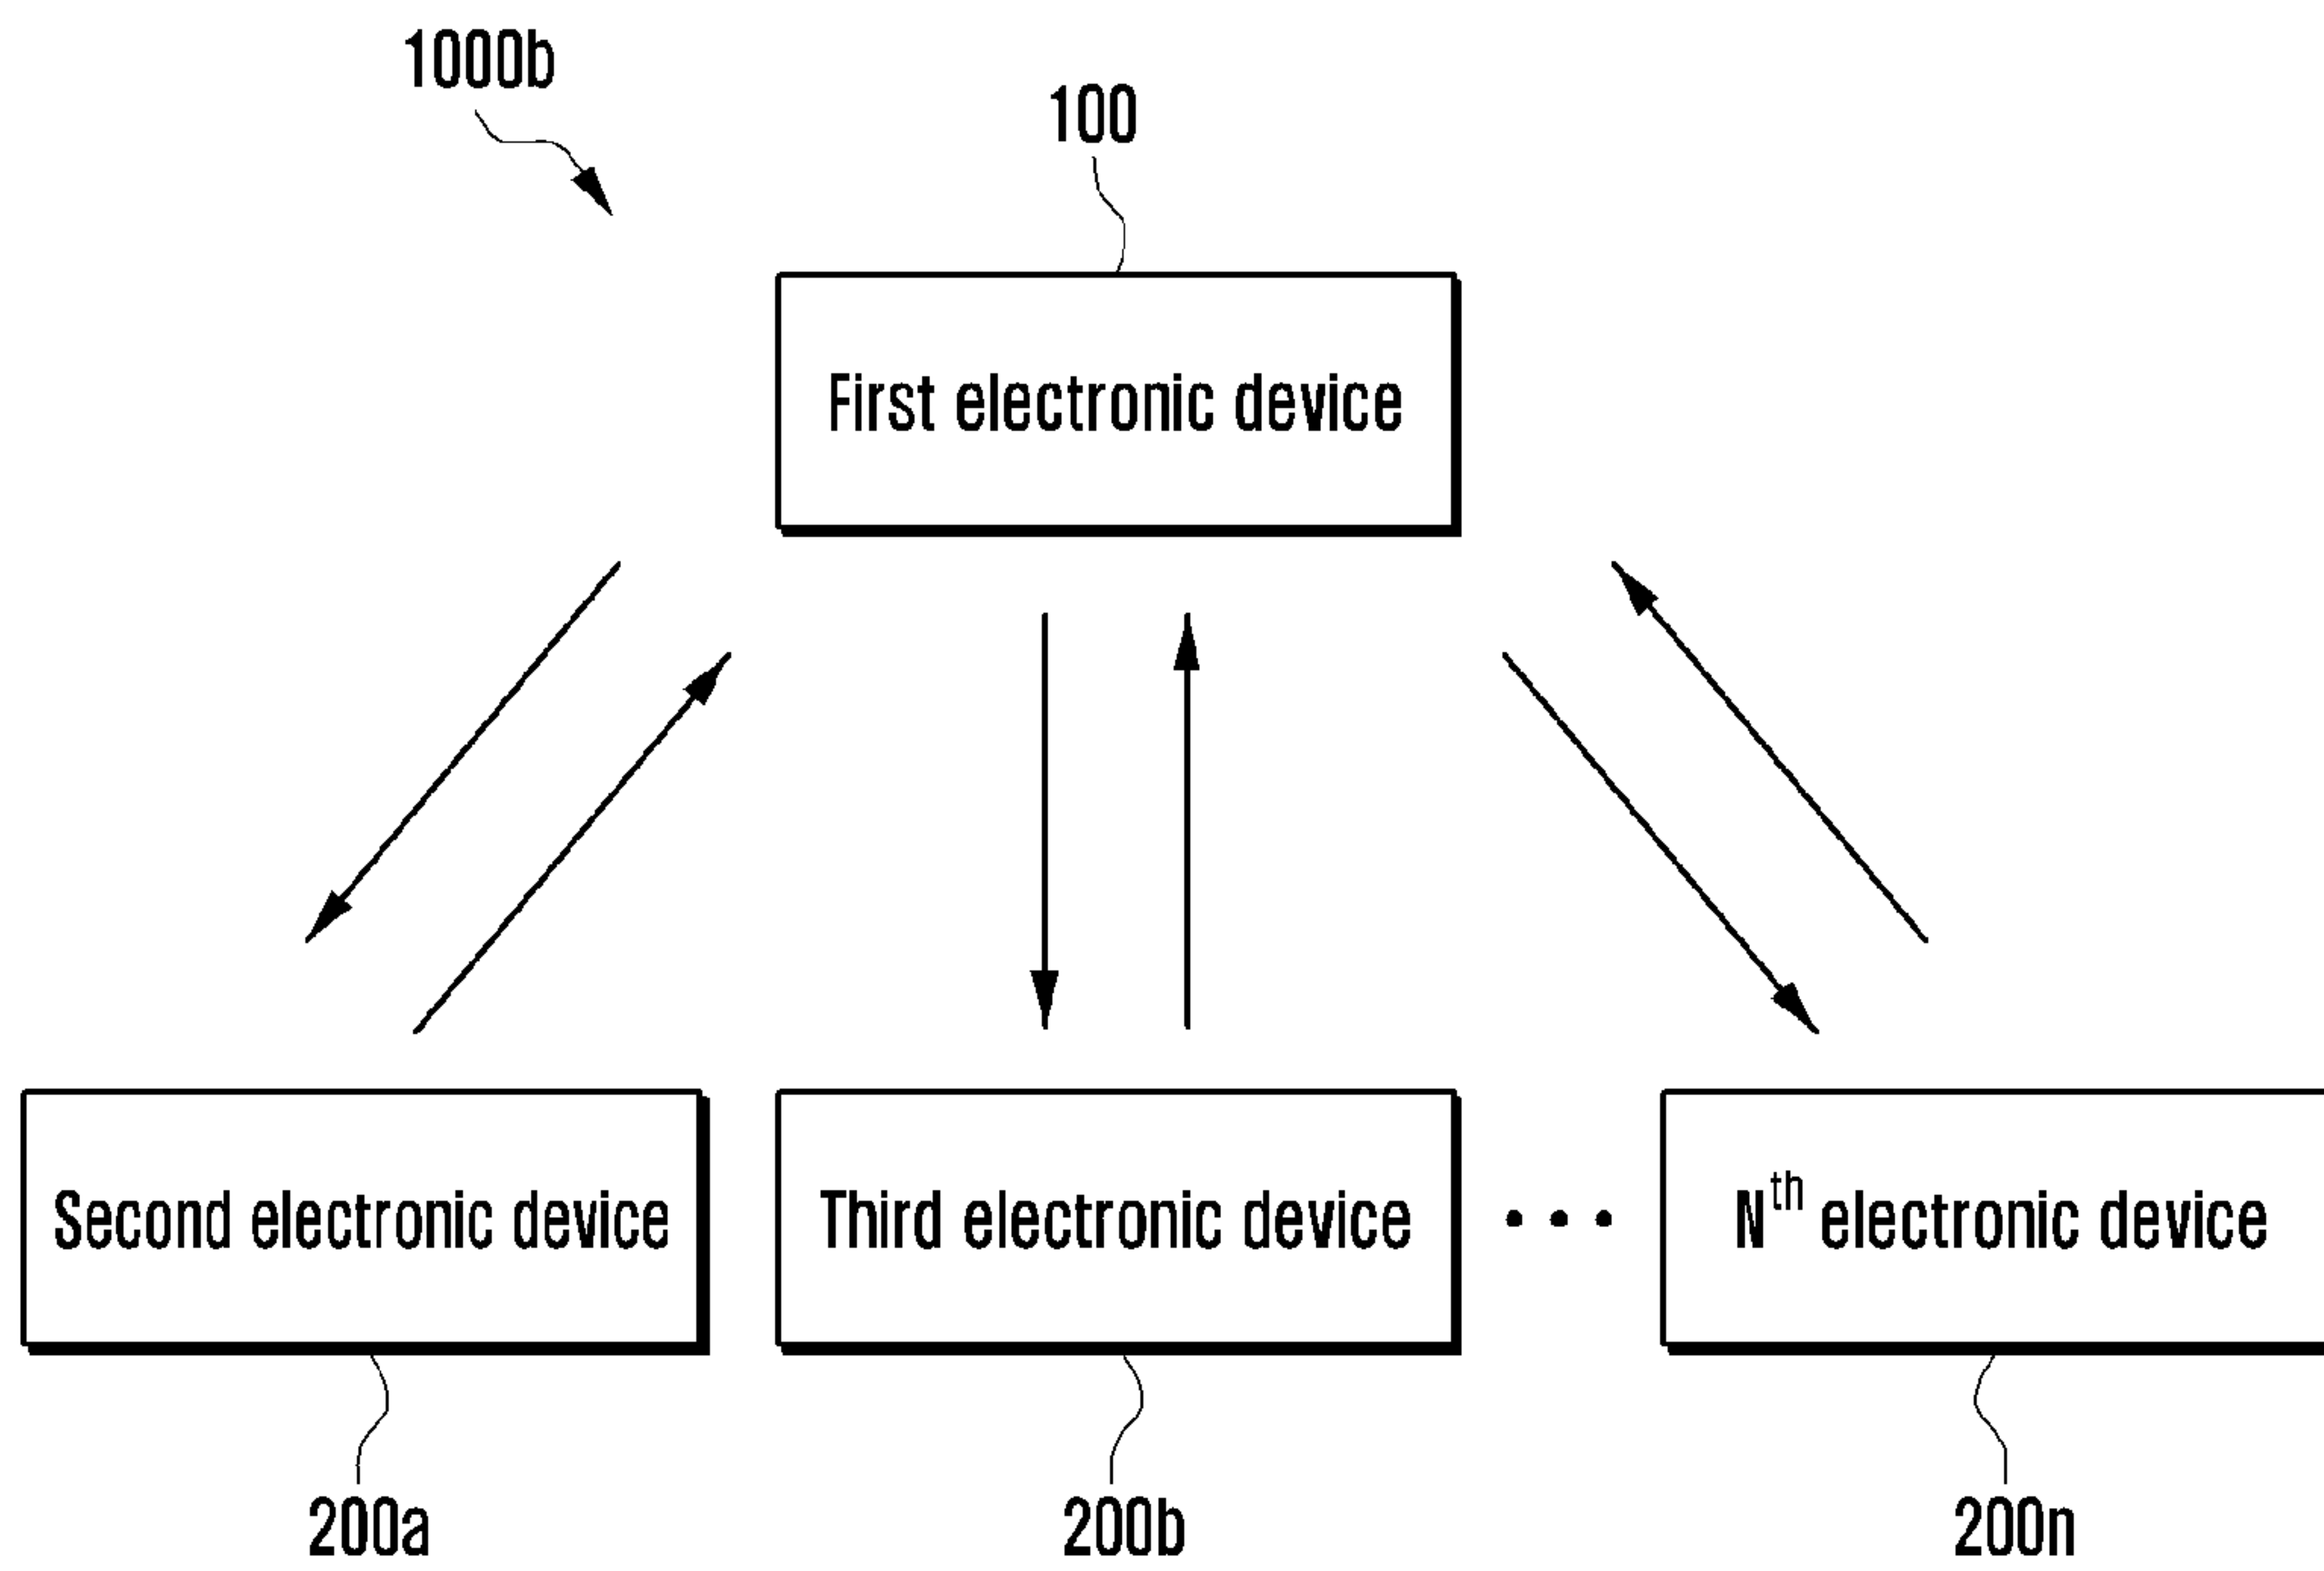 1000b
100
First electronic device
Second electronic device
Third electronic device
• • •
Nth electronic device
200a
200b
200n